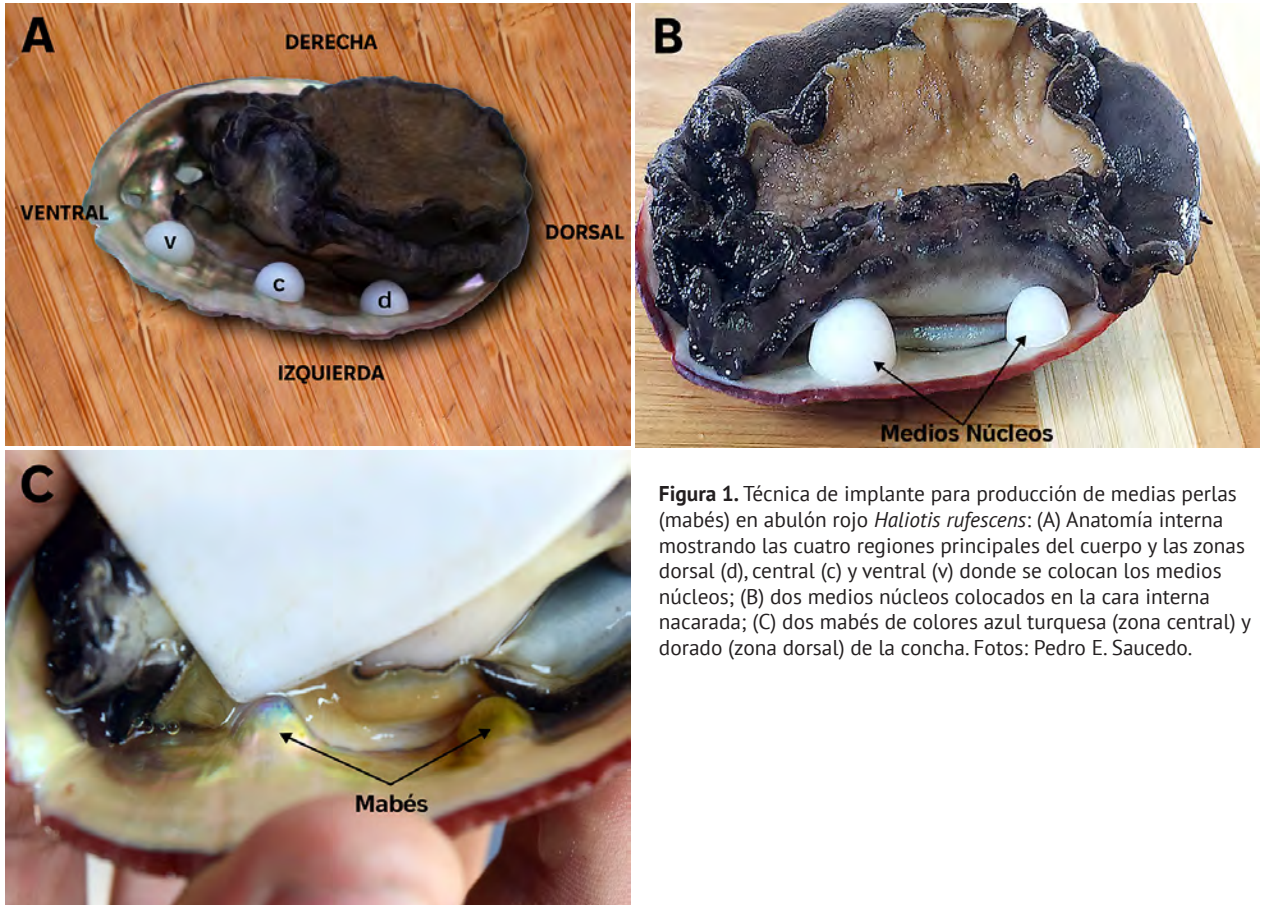 A
DERECHA
VENTRAL
DORSAL
v
c
d
IZQUIERDA
B
Medios Núcleos
C
Mabés
Figura 1. Técnica de implante para producción de medias perlas
(mabés) en abulón rojo Haliotis rufescens: (A) Anatomía interna
mostrando las cuatro regiones principales del cuerpo y las zonas
dorsal (d), central (c) y ventral (v) donde se colocan los medios
núcleos; (B) dos medios núcleos colocados en la cara interna
nacarada; (C) dos mabés de colores azul turquesa (zona central) y
dorado (zona dorsal) de la concha. Fotos: Pedro E. Saucedo.